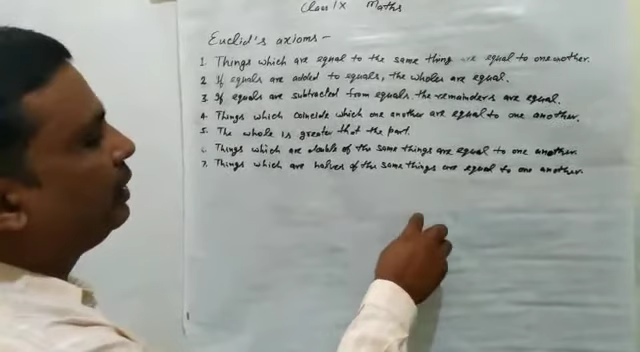 Class IX Maths
Euclid's axioms -
1. Things which are equal to the same thing are equal to one another.
2 If equals are added to equals, the wholes are equal.
3. If equals are subtracted from equals the remainders are equal.
4. Things which coincide which one another are equal to one another.
5. The whole is greater that the part.
6. Things which are double of the same things are equal to one another.
7. Things which are halves of the same things are equal to one another.